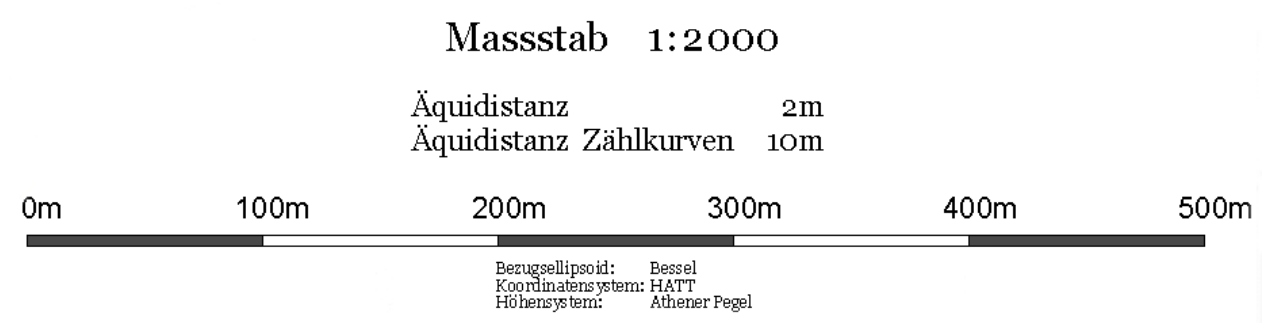 Massstab 1:2000
Äquidistanz 2m
Äquidistanz Zählkurven 10m
0m 100m 200m 300m 400m 500m
Bezugsellipsoid: Bessel
Koordinatensystem: HATT
Höhensystem: Athener Pegel